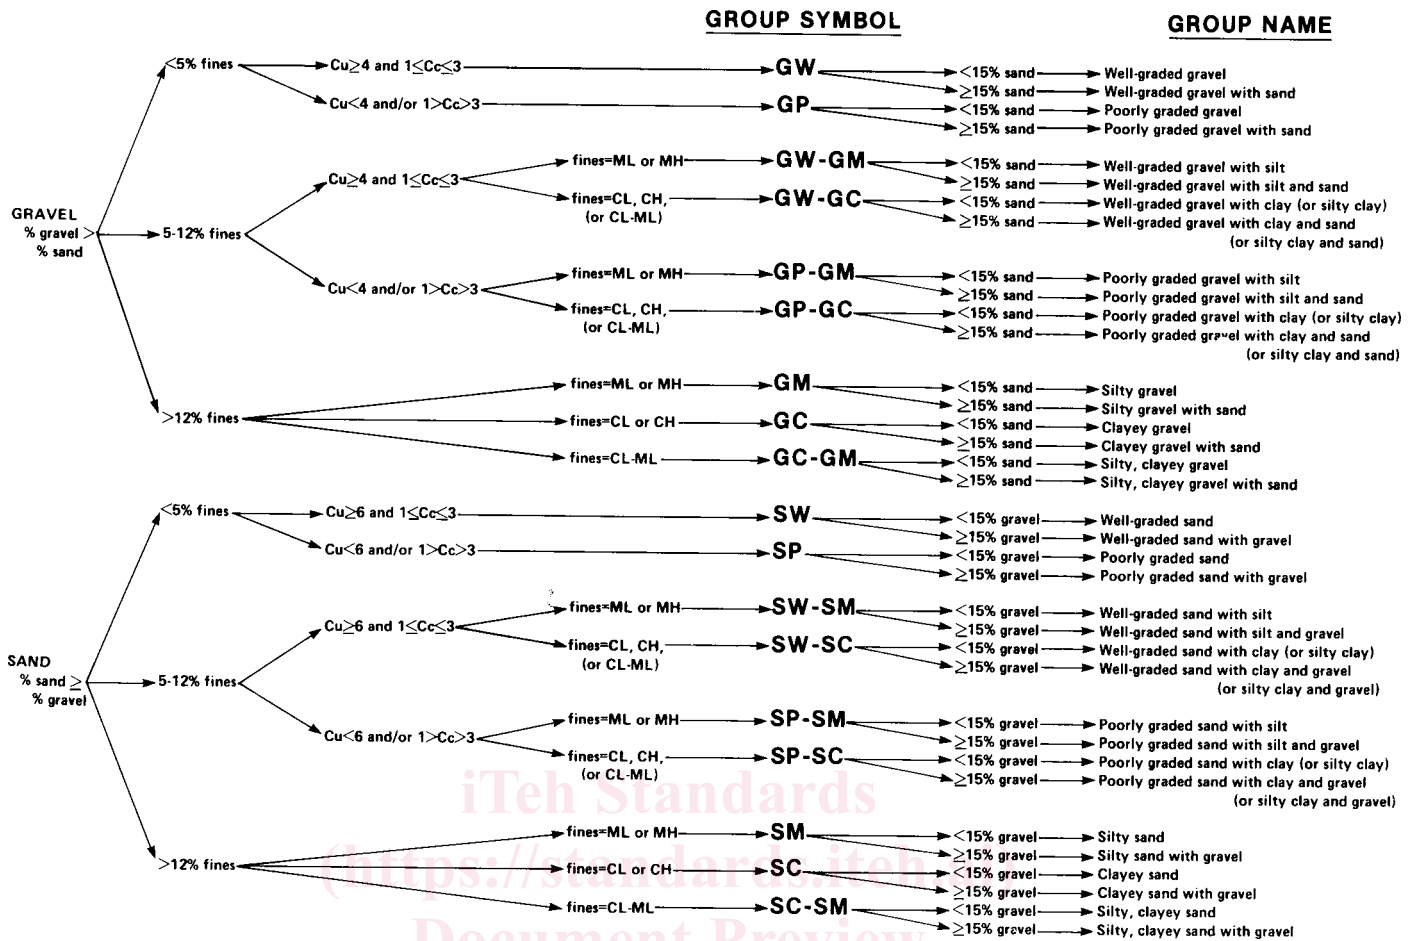 GROUP SYMBOL GROUP NAME
<5% fines Cu≥4 and 1≤Cc≤3 GW <15% sand Well-graded gravel
≥15% sand Well-graded gravel with sand
Cu<4 and/or 1>Cc>3 GP <15% sand Poorly graded gravel
≥15% sand Poorly graded gravel with sand
Cu≥4 and 1≤Cc≤3 fines=ML or MH GW-GM <15% sand Well-graded gravel with silt
≥15% sand Well-graded gravel with silt and sand
fines=CL, CH, GW-GC <15% sand Well-graded gravel with clay (or silty clay)
(or CL-ML) ≥15% sand Well-graded gravel with clay and sand
(or silty clay and sand)
GRAVEL
% gravel > 5-12% fines
% sand
Cu<4 and/or 1>Cc>3 fines=ML or MH GP-GM <15% sand Poorly graded gravel with silt
≥15% sand Poorly graded gravel with silt and sand
fines=CL, CH, GP-GC <15% sand Poorly graded gravel with clay (or silty clay)
(or CL-ML) ≥15% sand Poorly graded gravel with clay and sand
(or silty clay and sand)
>12% fines fines=ML or MH GM <15% sand Silty gravel
≥15% sand Silty gravel with sand
fines=CL or CH GC <15% sand Clayey gravel
≥15% sand Clayey gravel with sand
fines=CL-ML GC-GM <15% sand Silty, clayey gravel
≥15% sand Silty, clayey gravel with sand
<5% fines Cu≥6 and 1≤Cc≤3 SW <15% gravel Well-graded sand
≥15% gravel Well-graded sand with gravel
Cu<6 and/or 1>Cc>3 SP <15% gravel Poorly graded sand
≥15% gravel Poorly graded sand with gravel
Cu≥6 and 1≤Cc≤3 fines=ML or MH SW-SM <15% gravel Well-graded sand with silt
≥15% gravel Well-graded sand with silt and gravel
fines=CL, CH, SW-SC <15% gravel Well-graded sand with clay (or silty clay)
(or CL-ML) ≥15% gravel Well-graded sand with clay and gravel
(or silty clay and gravel)
SAND
% sand ≥ 5-12% fines
% gravel
Cu<6 and/or 1>Cc>3 fines=ML or MH SP-SM <15% gravel Poorly graded sand with silt
≥15% gravel Poorly graded sand with silt and gravel
fines=CL, CH, SP-SC <15% gravel Poorly graded sand with clay (or silty clay)
(or CL-ML) ≥15% gravel Poorly graded sand with clay and gravel
(or silty clay and gravel)
iTeh Standards
>12% fines fines=ML or MH SM <15% gravel Silty sand
≥15% gravel Silty sand with gravel
(https://standards.iteh.ai)
fines=CL or CH SC <15% gravel Clayey sand
≥15% gravel Clayey sand with gravel
fines=CL-ML SC-SM <15% gravel Silty, clayey sand
≥15% gravel Silty, clayey sand with gravel
Document Preview